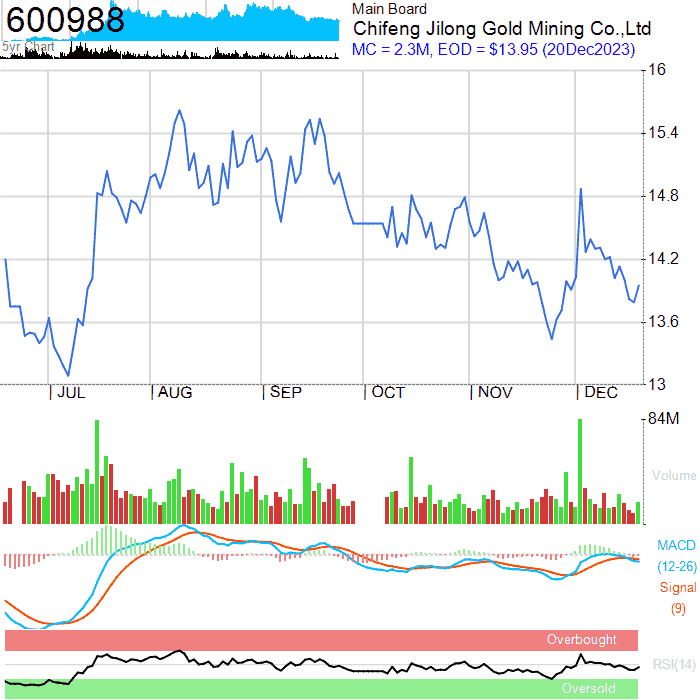 600988
5yr Chart
Main Board
Chifeng Jilong Gold Mining Co.,Ltd
MC = 2.3M, EOD = $13.95 (20Dec2023)
16
15.4
14.8
14.2
13.6
13
| JUL | AUG | SEP | OCT | NOV | DEC
84M
Volume
MACD
(12-26)
Signal
(9)
Overbought
RSI(14)
Oversold